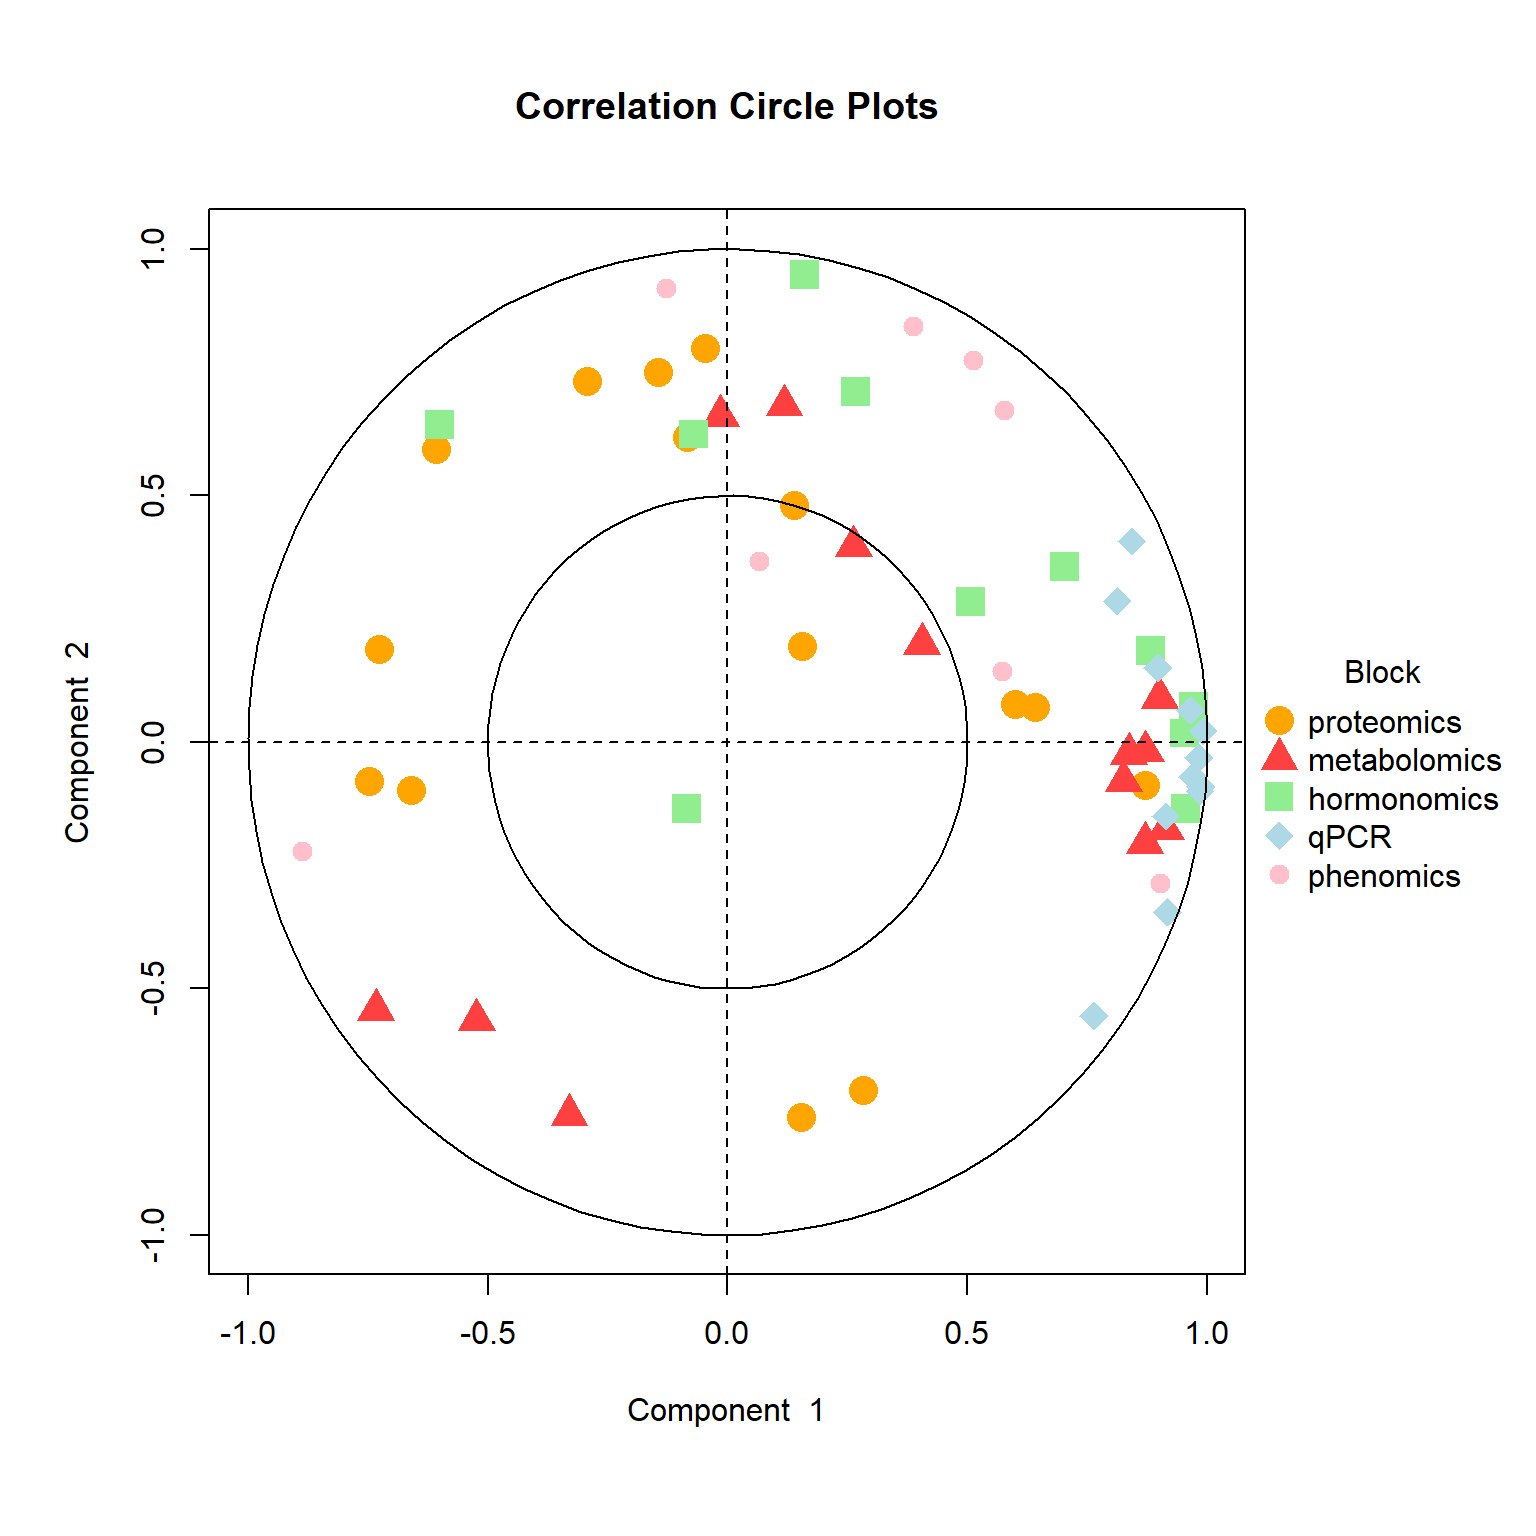 Correlation Circle Plots
Component 2
1.0
0.5
0.0
-0.5
-1.0
-1.0 -0.5 0.0 0.5 1.0
Component 1
Block
proteomics
metabolomics
hormonomics
qPCR
phenomics